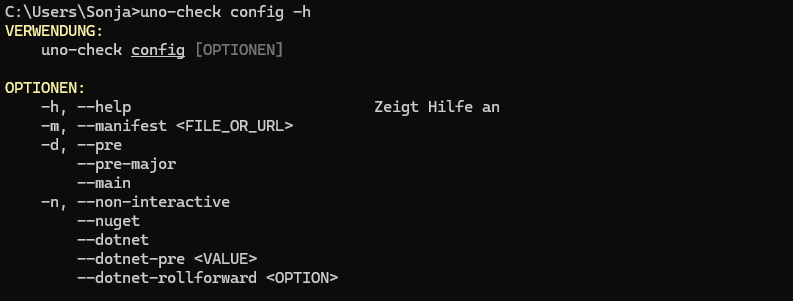 C:\Users\Sonja>uno-check config -h
VERWENDUNG:
    uno-check config [OPTIONEN]

OPTIONEN:
    -h, --help                           Zeigt Hilfe an
    -m, --manifest <FILE_OR_URL>
    -d, --pre
        --pre-major
        --main
    -n, --non-interactive
        --nuget
        --dotnet
        --dotnet-pre <VALUE>
        --dotnet-rollforward <OPTION>